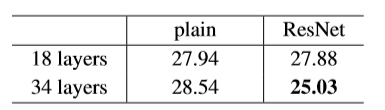 plain ResNet
18 layers 27.94 27.88
34 layers 28.54 25.03